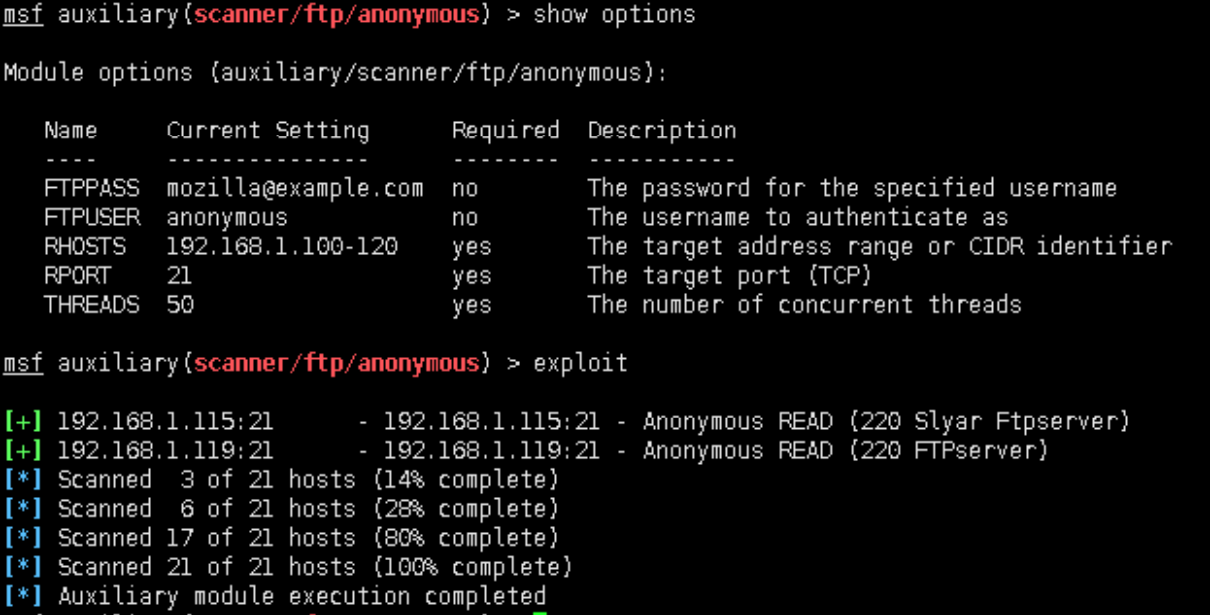 msf auxiliary(scanner/ftp/anonymous) > show options
Module options (auxiliary/scanner/ftp/anonymous):
Name Current Setting Required Description
---- --------------- -------- -----------
FTPPASS mozilla@example.com no The password for the specified username
FTPUSER anonymous no The username to authenticate as
RHOSTS 192.168.1.100-120 yes The target address range or CIDR identifier
RPORT 21 yes The target port (TCP)
THREADS 50 yes The number of concurrent threads
msf auxiliary(scanner/ftp/anonymous) > exploit
[+] 192.168.1.115:21 - 192.168.1.115:21 - Anonymous READ (220 Slyar Ftpserver)
[+] 192.168.1.119:21 - 192.168.1.119:21 - Anonymous READ (220 FTPserver)
[*] Scanned 3 of 21 hosts (14% complete)
[*] Scanned 6 of 21 hosts (28% complete)
[*] Scanned 17 of 21 hosts (80% complete)
[*] Scanned 21 of 21 hosts (100% complete)
[*] Auxiliary module execution completed